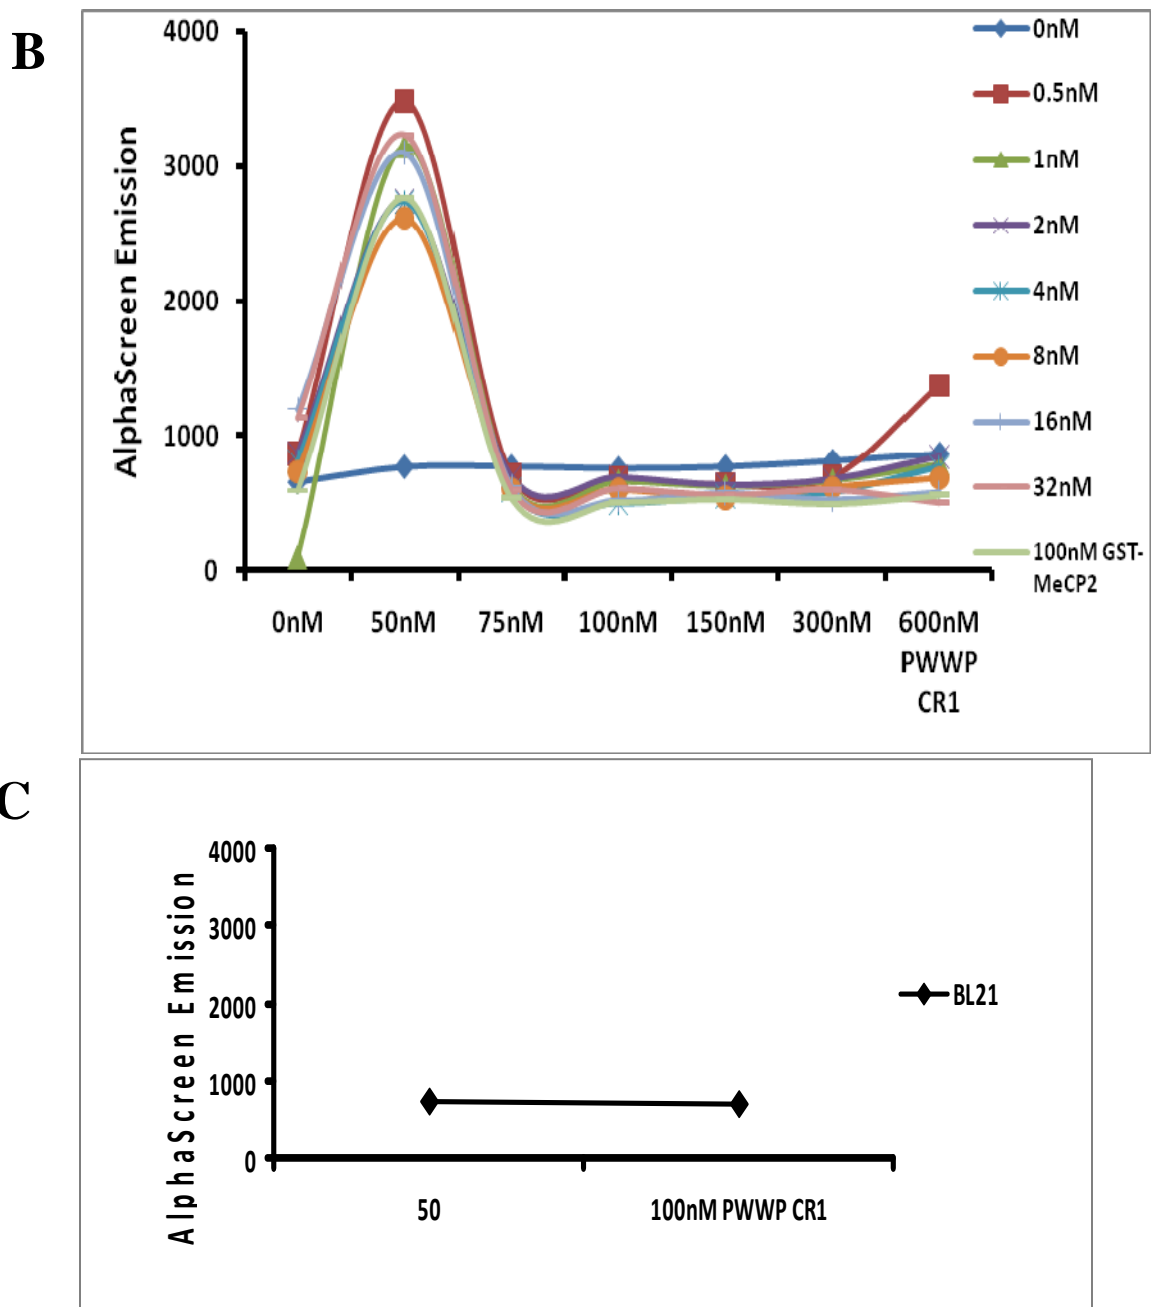 B
AlphaScreen Emission
4000
3000
2000
1000
0
0nM
50nM
75nM
100nM
150nM
300nM
600nM
PWWP
CR1
0nM
0.5nM
1nM
2nM
4nM
8nM
16nM
32nM
100nM GST-
MeCP2
C
AlphaScreen Emission
4000
3000
2000
1000
0
50
100nM PWWP CR1
BL21